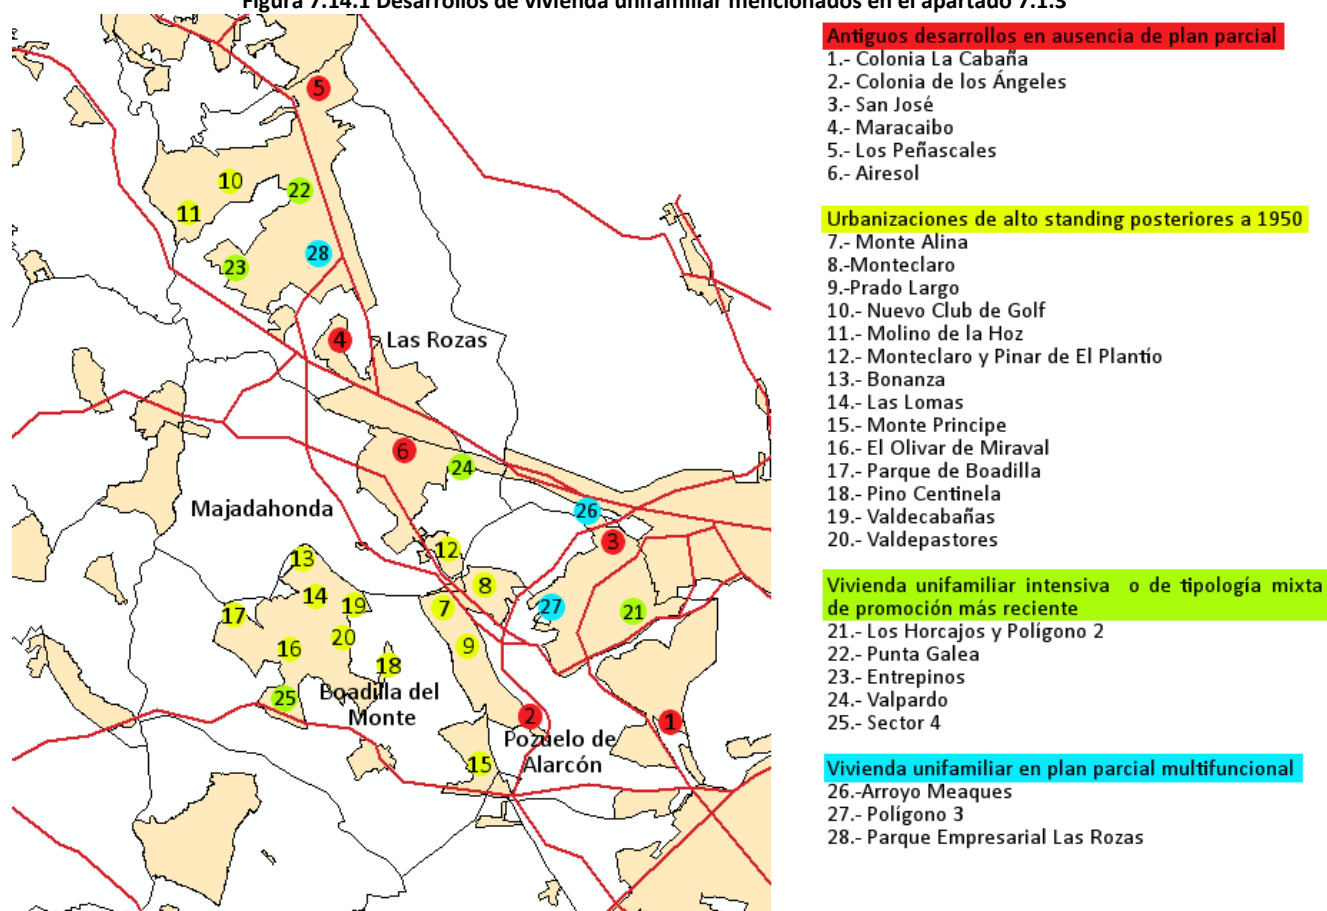 Figura 7.14.1 Desarrollos de vivienda unifamiliar mencionados en el apartado 7.1.3
5
10
22
11
28
23
4
Las Rozas
6
24
Majadahonda
26
3
12
13
8
14
19
7
27
21
17
20
9
16
18
25
Boadilla del
Monte
2
1
Pozuelo de
Alarcón
15
Antiguos desarrollos en ausencia de plan parcial
1.- Colonia La Cabaña
2.- Colonia de los Ángeles
3.- San José
4.- Maracaibo
5.- Los Peñascales
6.- Airesol
Urbanizaciones de alto standing posteriores a 1950
7.- Monte Alina
8.-Monteclaro
9.-Prado Largo
10.- Nuevo Club de Golf
11.- Molino de la Hoz
12.- Monteclaro y Pinar de El Plantío
13.- Bonanza
14.- Las Lomas
15.- Monte Principe
16.- El Olivar de Miraval
17.- Parque de Boadilla
18.- Pino Centinela
19.- Valdecabañas
20.- Valdepastores
Vivienda unifamiliar intensiva o de tipología mixta
de promoción más reciente
21.- Los Horcajos y Polígono 2
22.- Punta Galea
23.- Entrepinos
24.- Valpardo
25.- Sector 4
Vivienda unifamiliar en plan parcial multifuncional
26.-Arroyo Meaques
27.- Polígono 3
28.- Parque Empresarial Las Rozas